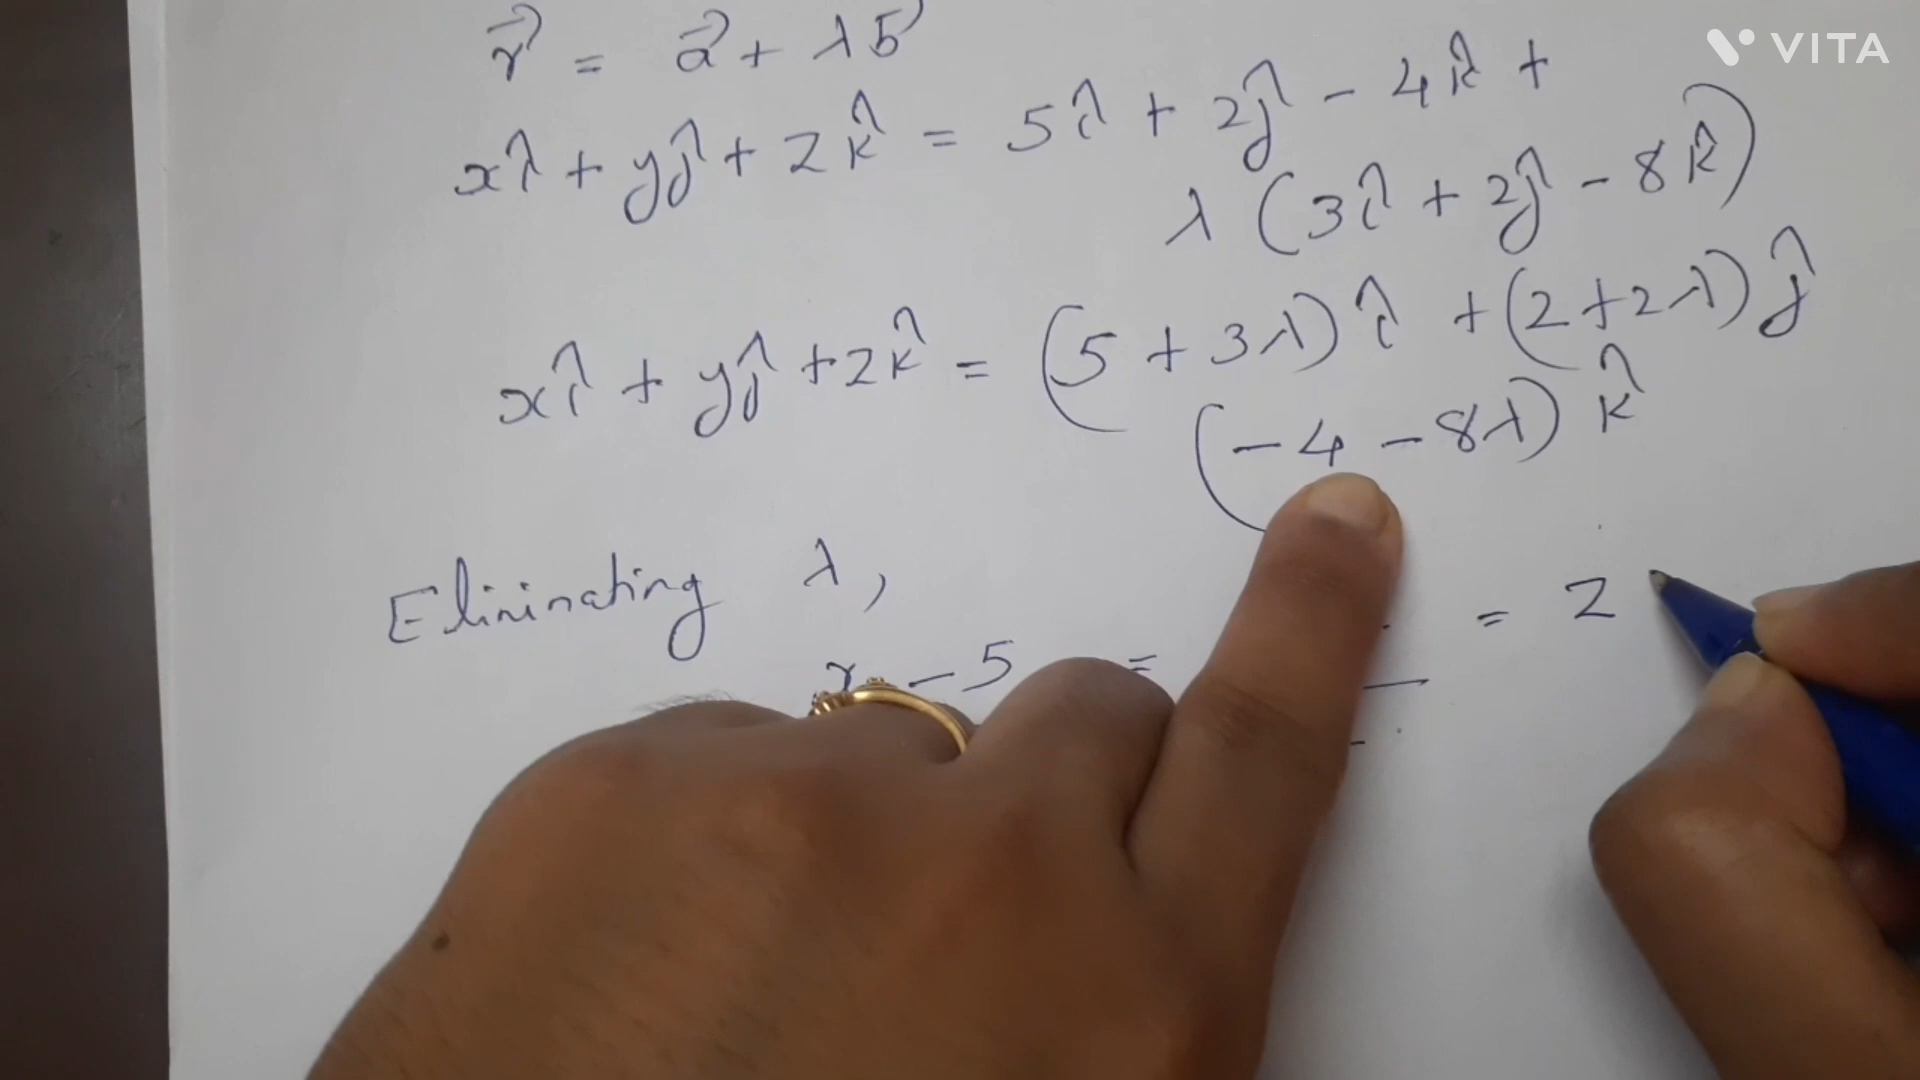 VITA
r⃗ = a⃗ + λb⃗
xî + yĵ + zk̂ = 5î + 2ĵ - 4k̂ +
λ(3î + 2ĵ - 8k̂)
xî + yĵ + zk̂ = (5 + 3λ)î + (2 + 2λ)ĵ
(-4 - 8λ)k̂
Eliminating λ,
x - 5 = = z